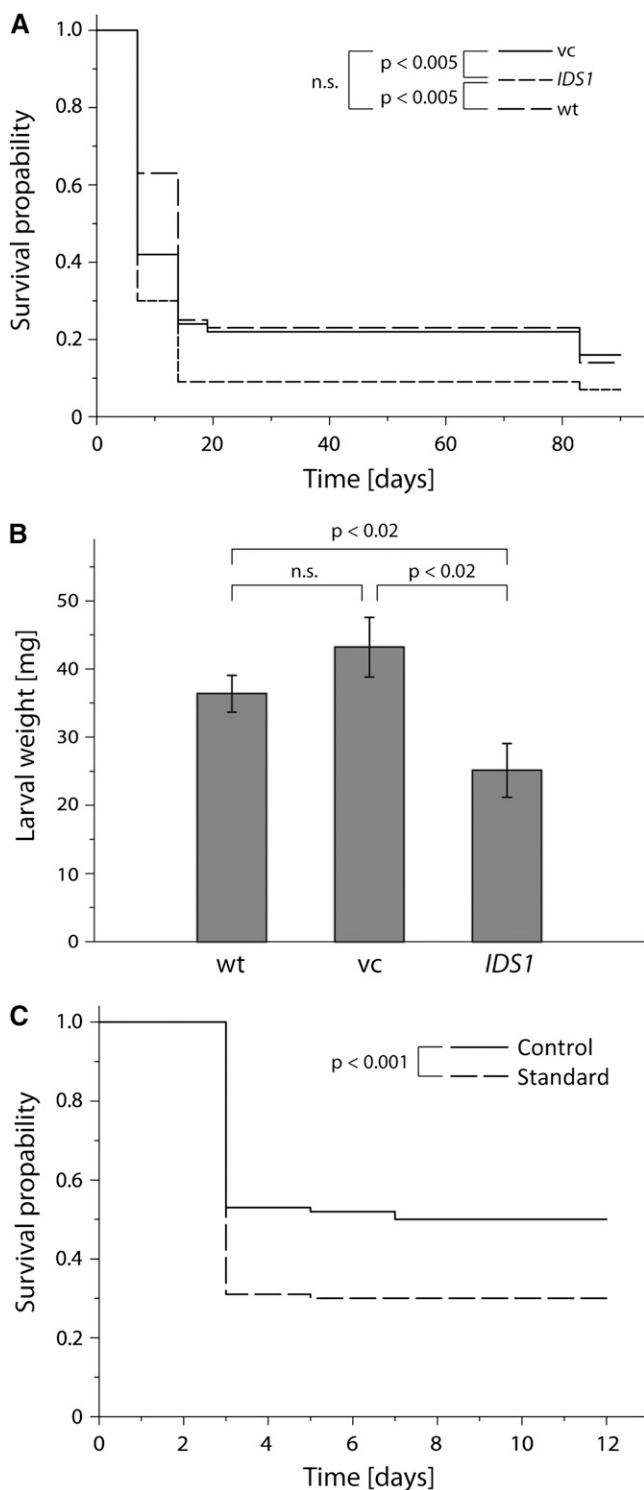 A
Survival propability
1.0
0.8
0.6
0.4
0.2
0
n.s.
p < 0.005
p < 0.005
vc
IDS1
wt
0
20
40
60
80
Time [days]
B
Larval weight [mg]
50
40
30
20
10
0
p < 0.02
n.s.
p < 0.02
wt
vc
IDS1
C
Survival propability
1.0
0.8
0.6
0.4
0.2
0
p < 0.001
Control
Standard
0
2
4
6
8
10
12
Time [days]